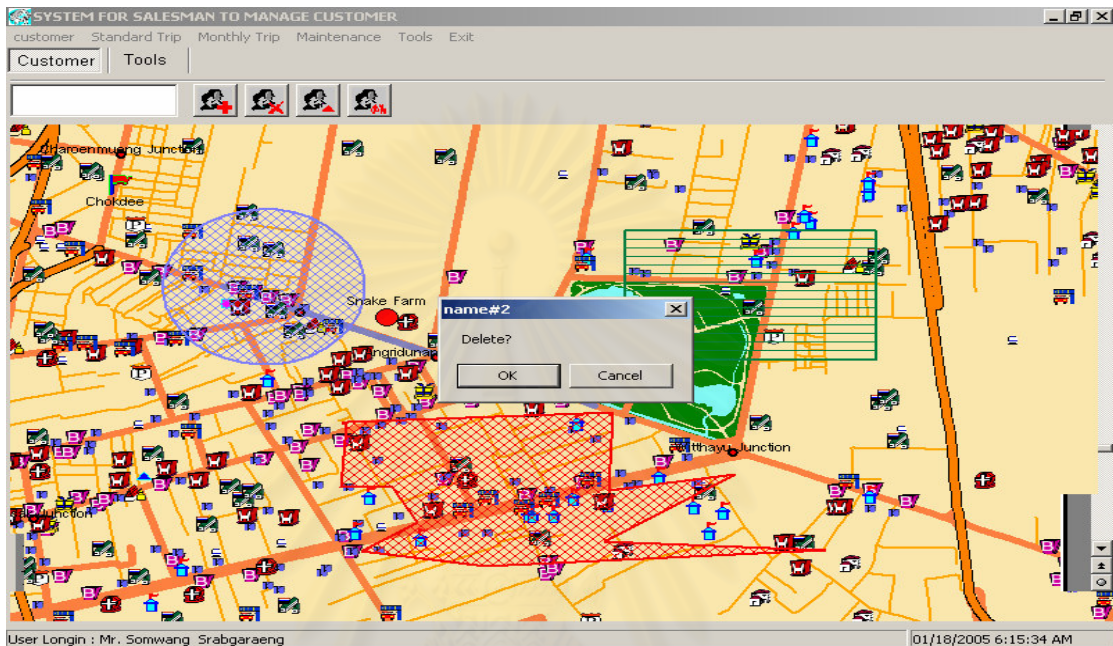 SYSTEM FOR SALESMAN TO MANAGE CUSTOMER
customer Standard Trip Monthly Trip Maintenance Tools Exit
Customer Tools
Charoenmueng Junction
Chokdee
Snake Farm
name#2
Delete?
OK Cancel
Junction
Junction
User Longin : Mr. Somwang Srabgaraeng
01/18/2005 6:15:34 AM